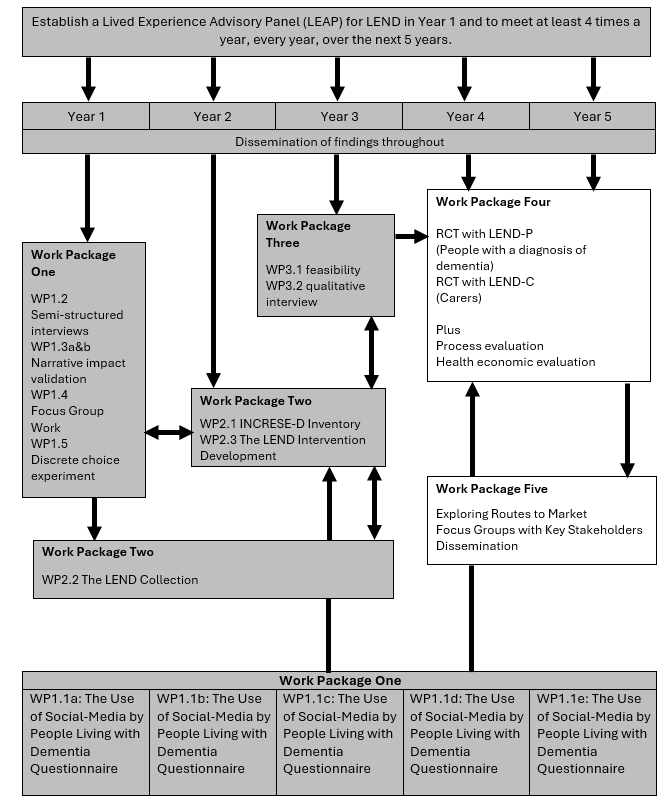 Establish a Lived Experience Advisory Panel (LEAP) for LEND in Year 1 and to meet at least 4 times a
year, every year, over the next 5 years.
Year 1
Year 2
Year 3
Year 4
Year 5
Dissemination of findings throughout
Work Package
One
WP1.2
Semi-structured
interviews
WP1.3a&b
Narrative impact
validation
WP1.4
Focus Group
Work
WP1.5
Discrete choice
experiment
Work Package
Three
WP3.1 feasibility
WP3.2 qualitative
interview
Work Package Four
RCT with LEND-P
(People with a diagnosis of
dementia)
RCT with LEND-C
(Carers)
Plus
Process evaluation
Health economic evaluation
Work Package Two
WP2.1 INCRESE-D Inventory
WP2.3 The LEND Intervention
Development
Work Package Five
Exploring Routes to Market
Focus Groups with Key Stakeholders
Dissemination
Work Package Two
WP2.2 The LEND Collection
Work Package One
WP1.1a: The Use
of Social-Media by
People Living with
Dementia
Questionnaire
WP1.1b: The Use
of Social-Media by
People Living with
Dementia
Questionnaire
WP1.1c: The Use
of Social-Media by
People Living with
Dementia
Questionnaire
WP1.1d: The Use
of Social-Media by
People Living with
Dementia
Questionnaire
WP1.1e: The Use
of Social-Media by
People Living with
Dementia
Questionnaire